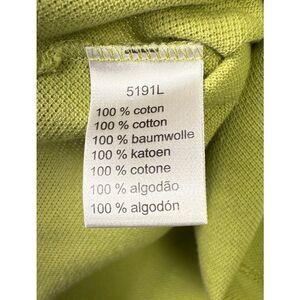 5191L
100 % coton
100 % cotton
100 % baumwolle
100 % katoen
100 % cotone
100 % algodão
100 % algodón